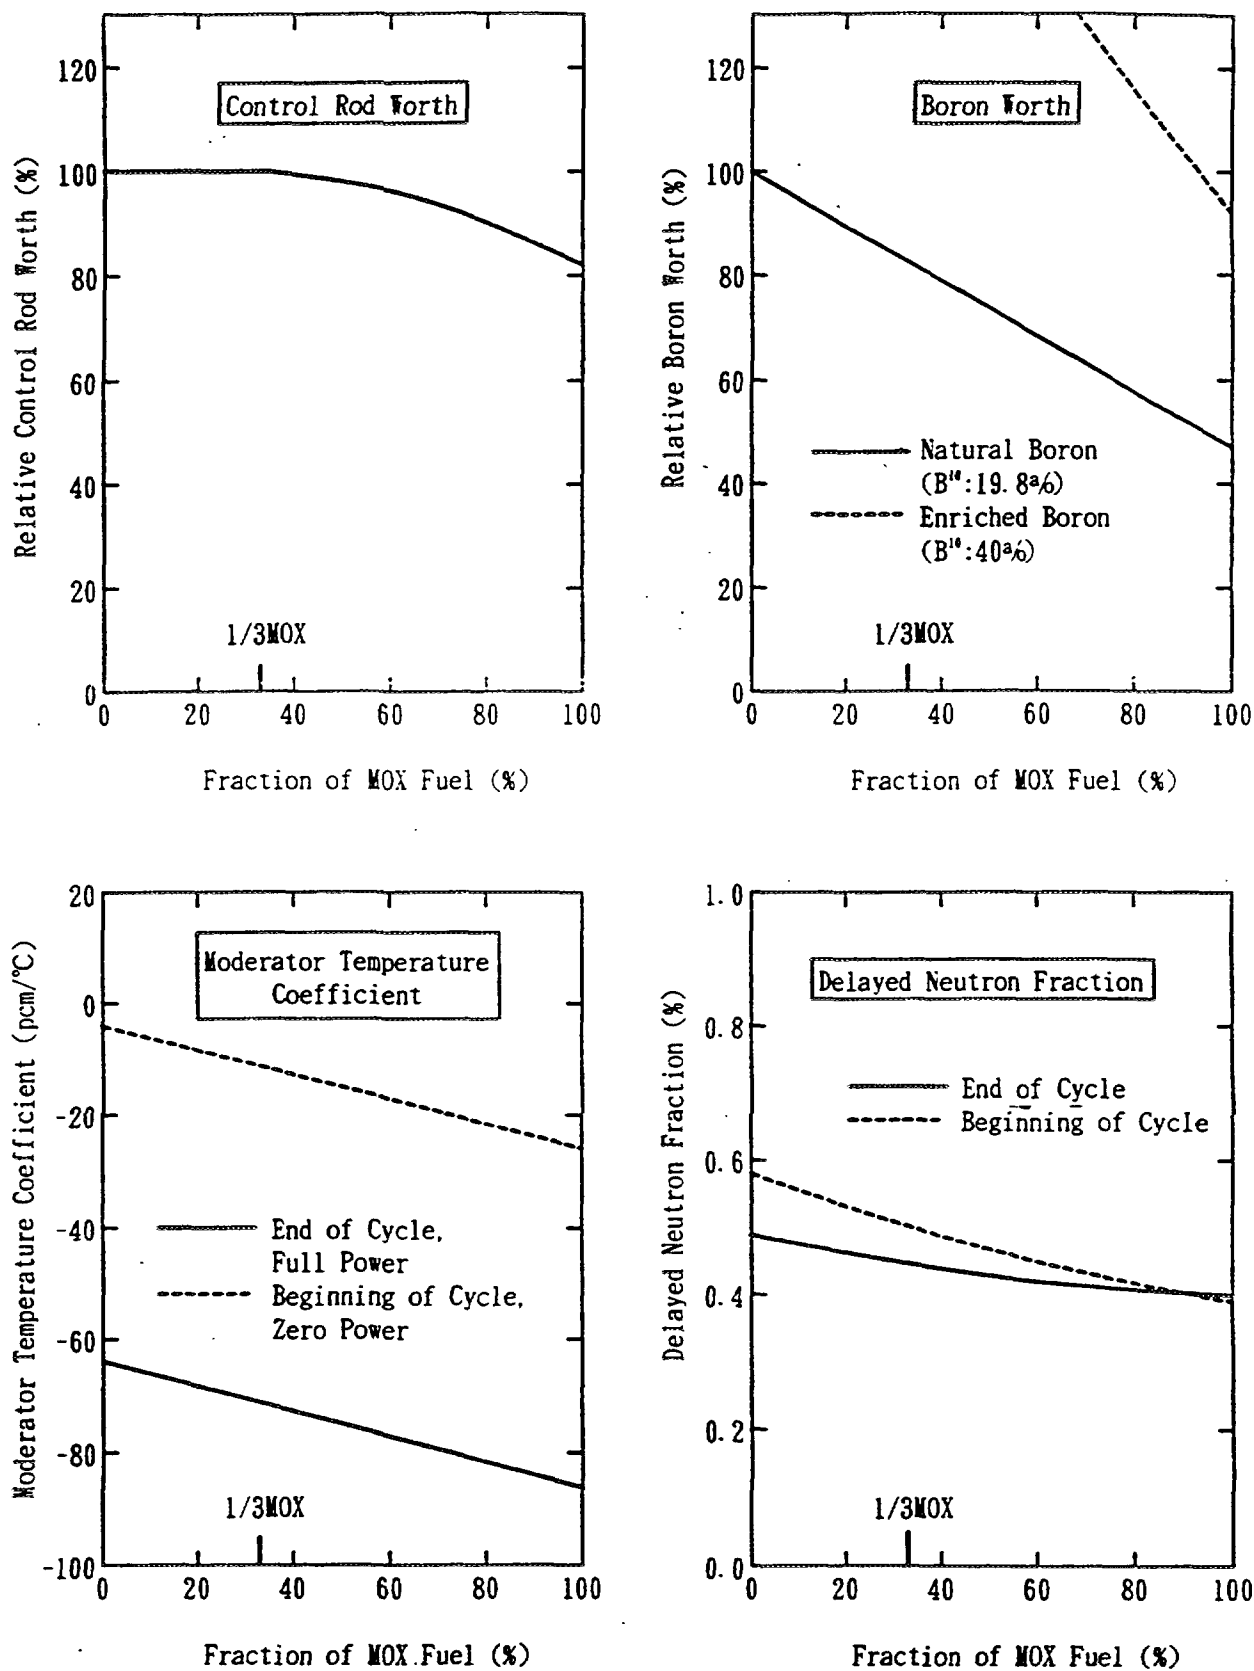 Control Rod Worth
Relative Control Rod Worth (%)
120
100
80
60
40
20
0
1/3MOX
0 20 40 60 80 100
Fraction of MOX Fuel (%)
Boron Worth
Relative Boron Worth (%)
120
100
80
60
40
20
0
Natural Boron
(B¹⁰:19.8a/o)
Enriched Boron
(B¹⁰:40a/o)
1/3MOX
0 20 40 60 80 100
Fraction of MOX Fuel (%)
Moderator Temperature
Coefficient
Moderator Temperature Coefficient (pcm/℃)
20
0
-20
-40
-60
-80
-100
End of Cycle,
Full Power
Beginning of Cycle,
Zero Power
1/3MOX
0 20 40 60 80 100
Fraction of MOX Fuel (%)
Delayed Neutron Fraction
Delayed Neutron Fraction (%)
1.0
0.8
0.6
0.4
0.2
0.0
End of Cycle
Beginning of Cycle
1/3MOX
0 20 40 60 80 100
Fraction of MOX Fuel (%)